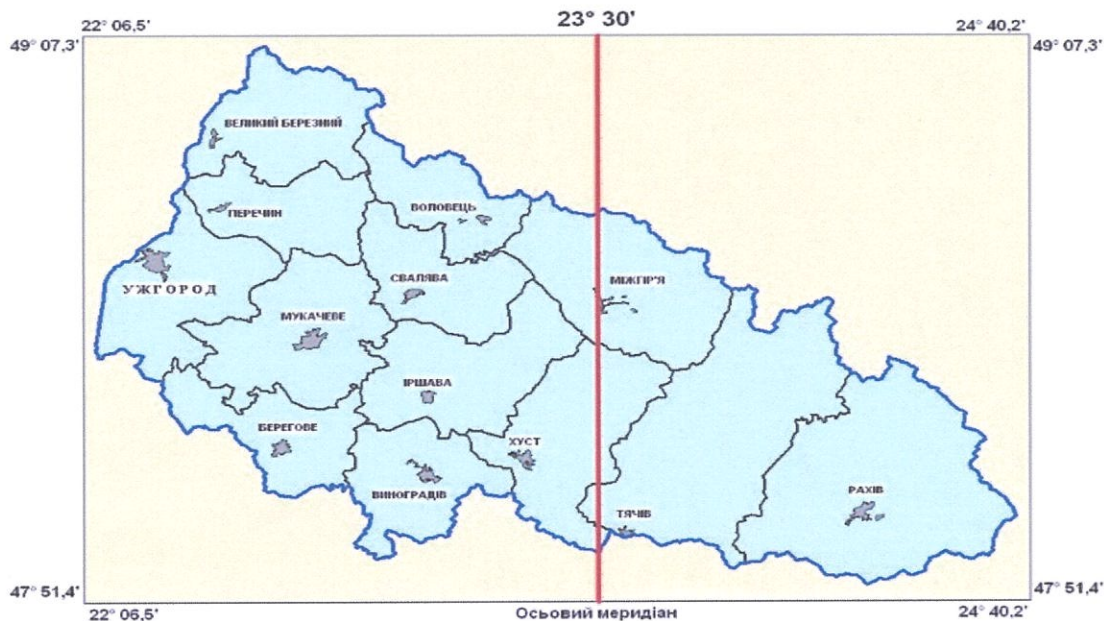 23° 30'
22° 06,5'
24° 40,2'
49° 07,3'
49° 07,3'
ВЕЛИКИЙ БЕРЕЗНИЙ
ПЕРЕЧИН
ВОЛОВЕЦЬ
УЖГОРОД
СВАЛЯВА
МІЖГІР'Я
МУКАЧЕВЕ
ІРШАВА
БЕРЕГОВЕ
ХУСТ
ВИНОГРАДІВ
РАХІВ
ТЯЧІВ
47° 51,4'
47° 51,4'
22° 06,5'
Осьовий меридіан
24° 40,2'